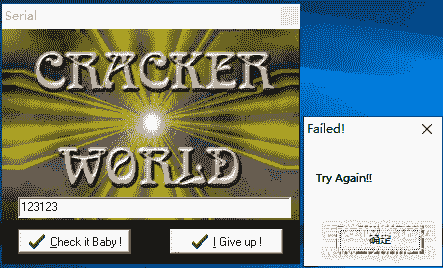 Serial
CRACKER
WORLD
123123
Check it Baby !
I Give up !
Failed!
Try Again!!
确定